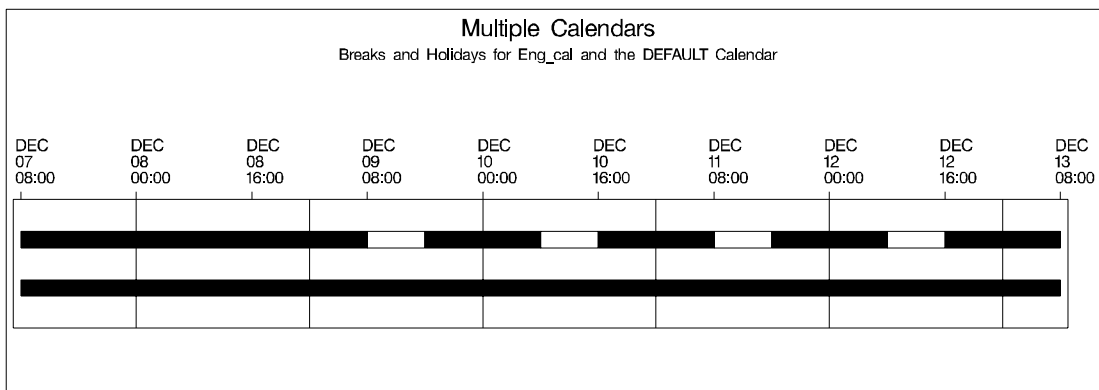 Multiple Calendars
Breaks and Holidays for Eng_cal and the DEFAULT Calendar
DEC DEC DEC DEC DEC DEC DEC DEC DEC DEC
07 08 08 09 10 10 11 12 12 13
08:00 00:00 16:00 08:00 00:00 16:00 08:00 00:00 16:00 08:00